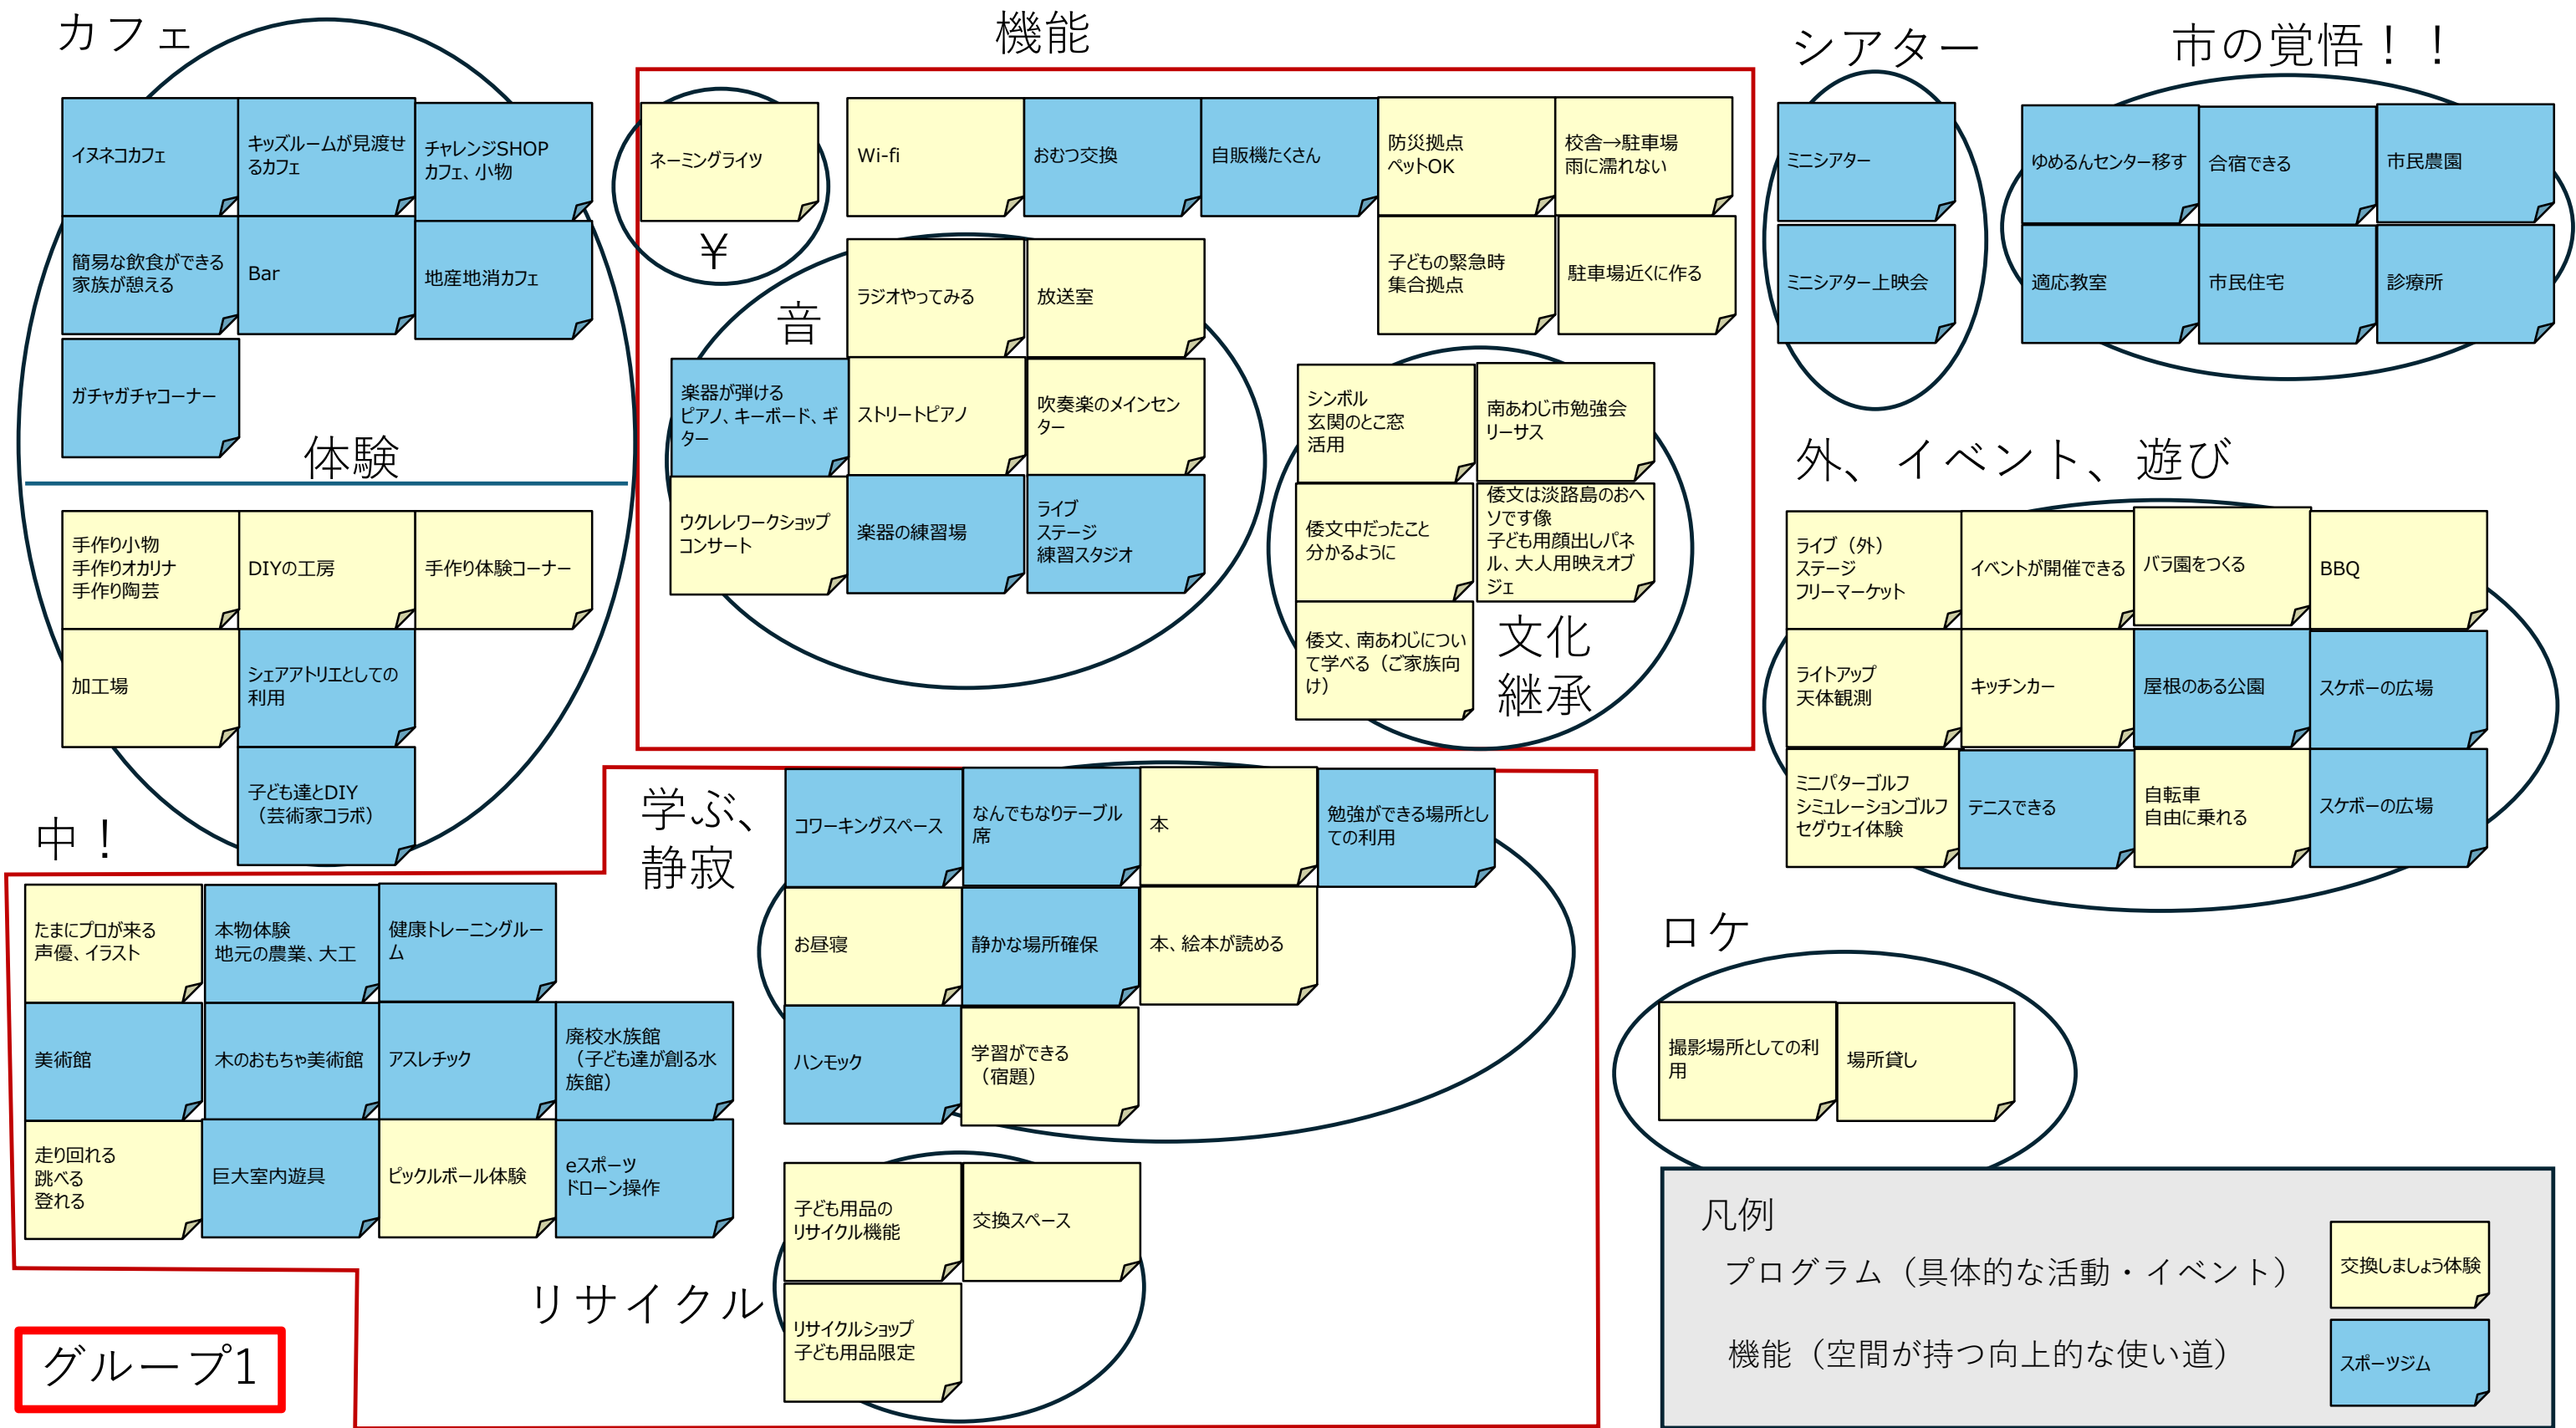 カフェ
イヌネコカフェ
キッズルームが見渡せ
るカフェ
チャレンジSHOP
カフェ、小物
簡易な飲食ができる
家族が憩える
Bar
地産地消カフェ
ガチャガチャコーナー
体験
手作り小物
手作りオカリナ
手作り陶芸
DIYの工房
手作り体験コーナー
加工場
シェアアトリエとしての
利用
子ども達とDIY
（芸術家コラボ）
機能
ネーミングライツ
¥
Wi-fi
おむつ交換
自販機たくさん
防災拠点
ペットOK
校舎→駐車場
雨に濡れない
子どもの緊急時
集合拠点
駐車場近くに作る
音
ラジオやってみる
放送室
楽器が弾ける
ピアノ、キーボード、ギ
ター
ストリートピアノ
吹奏楽のメインセン
ター
ウクレレワークショップ
コンサート
楽器の練習場
ライブ
ステージ
練習スタジオ
シンボル
玄関のとこ窓
活用
南あわじ市勉強会
リーサス
倭文中だったこと
分かるように
倭文は淡路島のおへ
ソです像
子ども用顔出しパネ
ル、大人用映えオブ
ジェ
倭文、南あわじについ
て学べる（ご家族向
け）
文化
継承
シアター
ミニシアター
ミニシアター上映会
市の覚悟！！
ゆめるんセンター移す
合宿できる
市民農園
適応教室
市民住宅
診療所
外、イベント、遊び
ライブ（外）
ステージ
フリーマーケット
イベントが開催できる
バラ園をつくる
BBQ
ライトアップ
天体観測
キッチンカー
屋根のある公園
スケボーの広場
ミニパターゴルフ
シミュレーションゴルフ
セグウェイ体験
テニスできる
自転車
自由に乗れる
スケボーの広場
中！
たまにプロが来る
声優、イラスト
本物体験
地元の農業、大工
健康トレーニングルー
ム
美術館
木のおもちゃ美術館
アスレチック
廃校水族館
（子ども達が創る水
族館）
走り回れる
跳べる
登れる
巨大室内遊具
ピックルボール体験
eスポーツ
ドローン操作
学ぶ、
静寂
コワーキングスペース
なんでもなりテーブル
席
本
勉強ができる場所とし
ての利用
お昼寝
静かな場所確保
本、絵本が読める
ハンモック
学習ができる
（宿題）
リサイクル
子ども用品の
リサイクル機能
交換スペース
リサイクルショップ
子ども用品限定
ロケ
撮影場所としての利
用
場所貸し
凡例
プログラム（具体的な活動・イベント）
交換しましょう体験
機能（空間が持つ向上的な使い道）
スポーツジム
グループ1